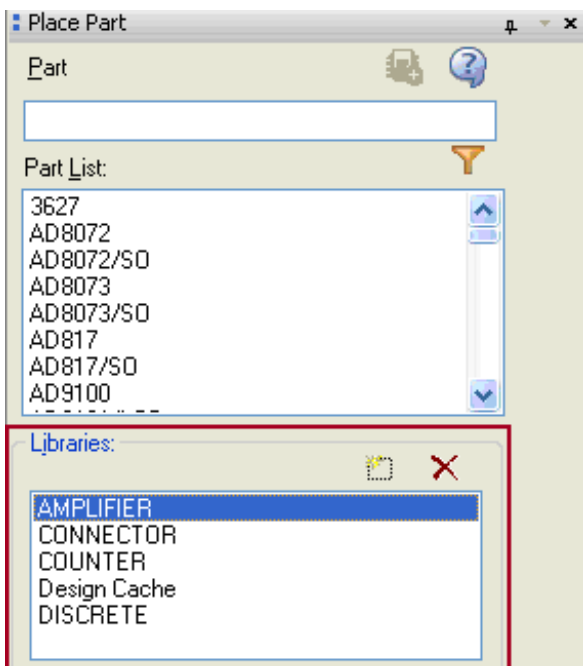 Place Part
Part
Part List:
3627
AD8072
AD8072/SO
AD8073
AD8073/SO
AD817
AD817/SO
AD9100
Libraries:
AMPLIFIER
CONNECTOR
COUNTER
Design Cache
DISCRETE